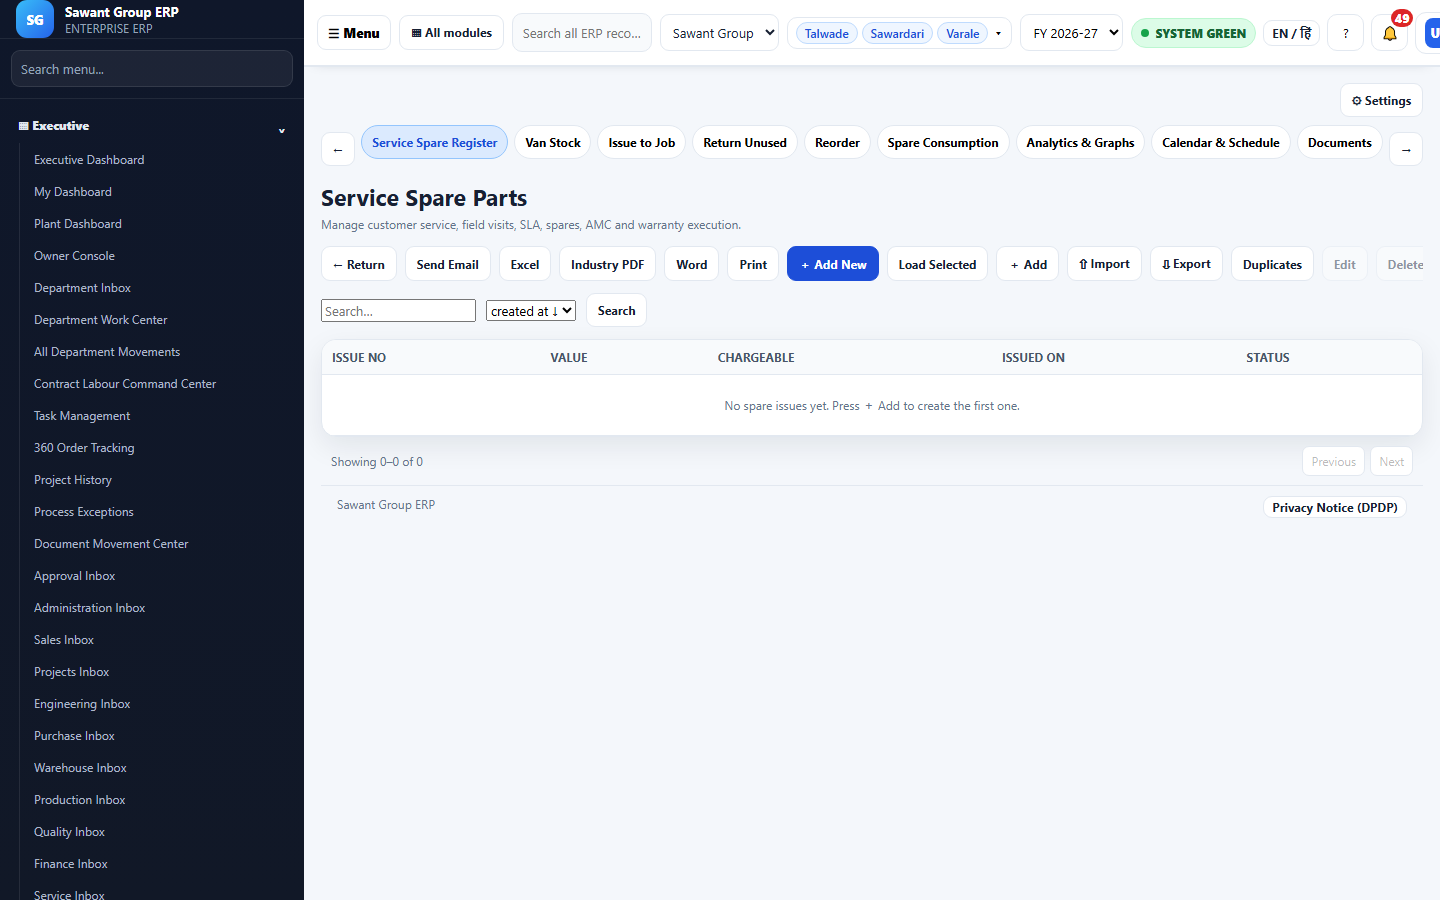 SG
Sawant Group ERP
ENTERPRISE ERP
Search menu...
Executive
Executive Dashboard
My Dashboard
Plant Dashboard
Owner Console
Department Inbox
Department Work Center
All Department Movements
Contract Labour Command Center
Task Management
360 Order Tracking
Project History
Process Exceptions
Document Movement Center
Approval Inbox
Administration Inbox
Sales Inbox
Projects Inbox
Engineering Inbox
Purchase Inbox
Warehouse Inbox
Production Inbox
Quality Inbox
Finance Inbox
Service Inbox
☰ Menu
All modules
Search all ERP reco...
Sawant Group
Talwade Sawardari Varale
FY 2026-27
SYSTEM GREEN
EN / हिं
?
49
U
Settings
← Service Spare Register Van Stock Issue to Job Return Unused Reorder Spare Consumption Analytics & Graphs Calendar & Schedule Documents →
Service Spare Parts
Manage customer service, field visits, SLA, spares, AMC and warranty execution.
← Return Send Email Excel Industry PDF Word Print + Add New Load Selected + Add ⇧ Import ⇩ Export Duplicates Edit Delete
Search... created at ↓ Search
ISSUE NO VALUE CHARGEABLE ISSUED ON STATUS
No spare issues yet. Press + Add to create the first one.
Showing 0–0 of 0
Previous Next
Sawant Group ERP
Privacy Notice (DPDP)